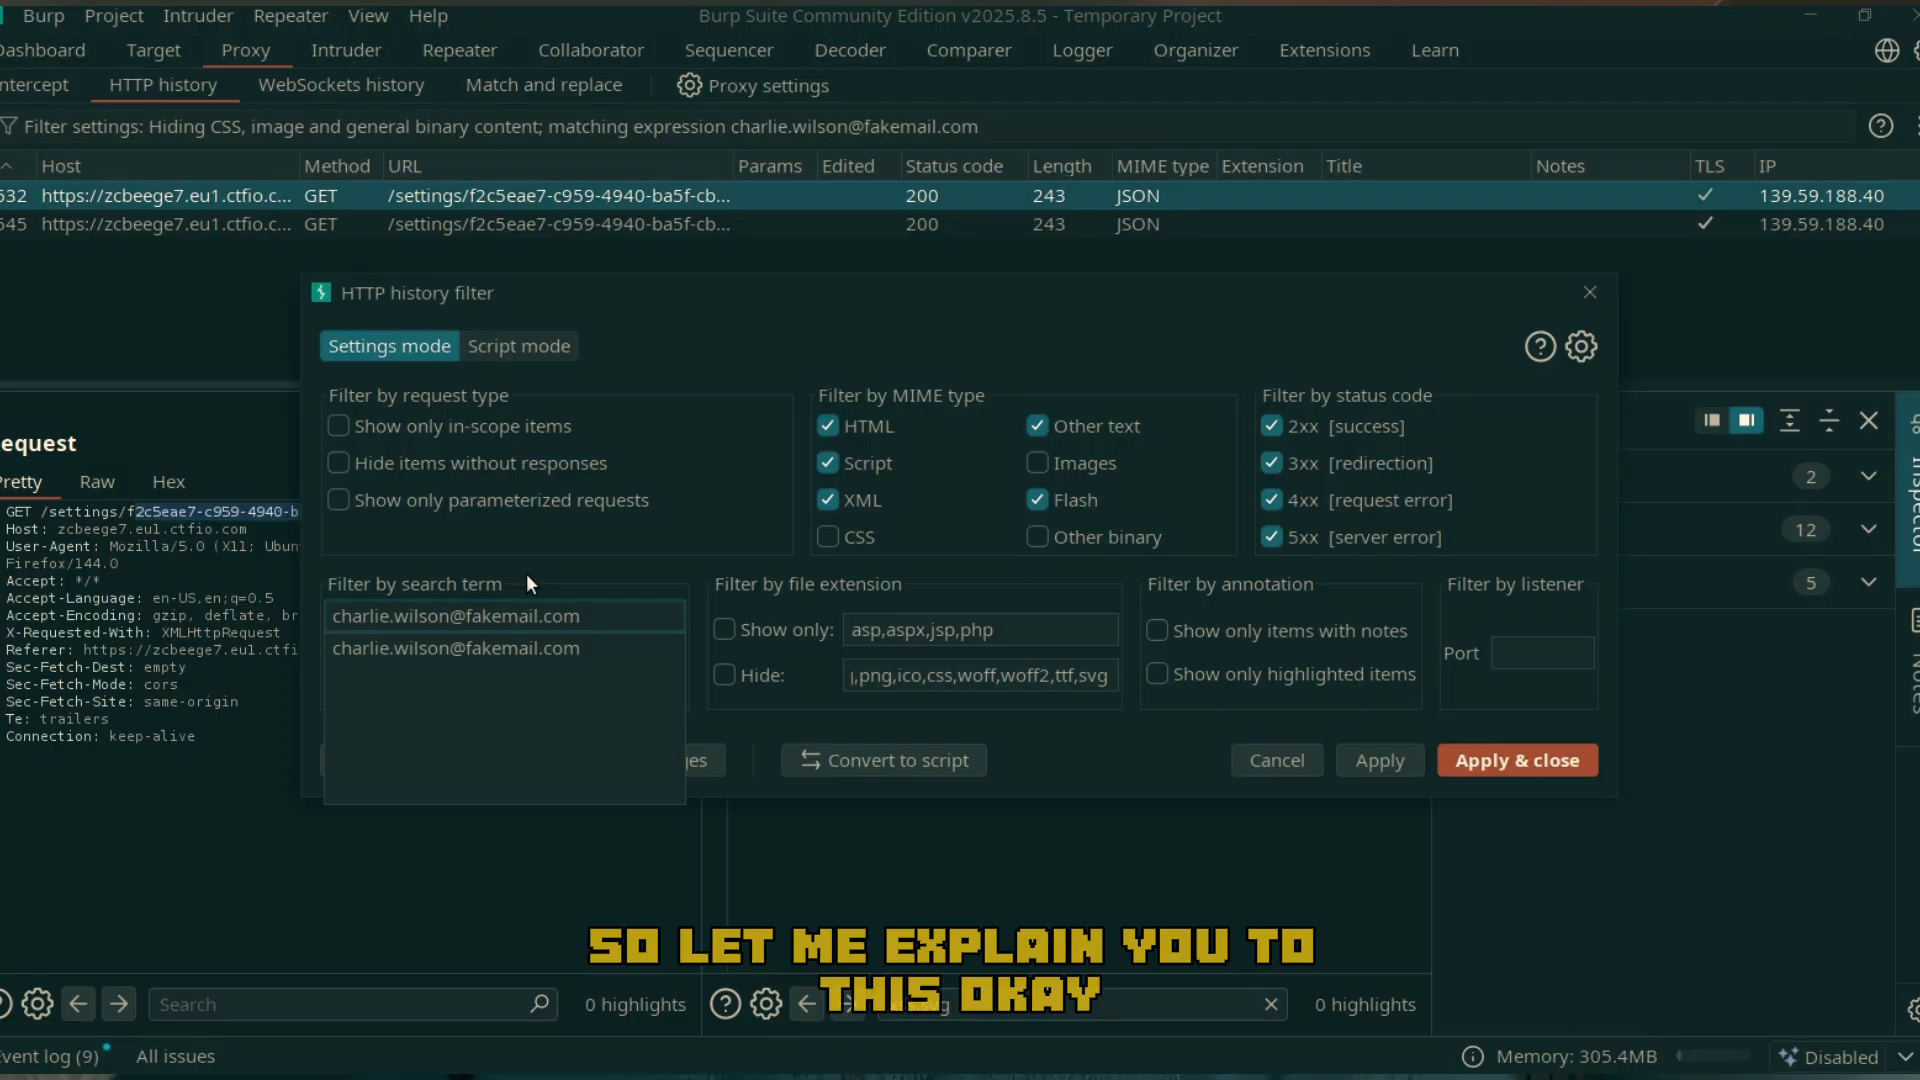 Burp Project Intruder Repeater View Help Burp Suite Community Edition v2025.8.5 - Temporary Project
Dashboard Target Proxy Intruder Repeater Collaborator Sequencer Decoder Comparer Logger Organizer Extensions Learn
ntercept HTTP history WebSockets history Match and replace Proxy settings
Filter settings: Hiding CSS, image and general binary content; matching expression charlie.wilson@fakemail.com
Host Method URL Params Edited Status code Length MIME type Extension Title Notes TLS IP
532 https://zcbeege7.eu1.ctfio.c... GET /settings/f2c5eae7-c959-4940-ba5f-cb... 200 243 JSON 139.59.188.40
545 https://zcbeege7.eu1.ctfio.c... GET /settings/f2c5eae7-c959-4940-ba5f-cb... 200 243 JSON 139.59.188.40
HTTP history filter
Settings mode Script mode
Filter by request type
Show only in-scope items
Hide items without responses
Show only parameterized requests
Filter by MIME type
HTML Other text
Script Images
XML Flash
CSS Other binary
Filter by status code
2xx [success]
3xx [redirection]
4xx [request error]
5xx [server error]
Filter by search term
charlie.wilson@fakemail.com
charlie.wilson@fakemail.com
Filter by file extension
Show only: asp,aspx,jsp,php
Hide: ,png,ico,css,woff,woff2,ttf,svg
Filter by annotation
Show only items with notes
Show only highlighted items
Filter by listener
Port
ges Convert to script Cancel Apply Apply & close
equest
Pretty Raw Hex
GET /settings/f2c5eae7-c959-4940-b
Host: zcbeege7.eu1.ctfio.com
User-Agent: Mozilla/5.0 (X11; Ubun
Firefox/144.0
Accept: */*
Accept-Language: en-US,en;q=0.5
Accept-Encoding: gzip, deflate, br
X-Requested-With: XMLHttpRequest
Referer: https://zcbeege7.eu1.ctfi
Sec-Fetch-Dest: empty
Sec-Fetch-Mode: cors
Sec-Fetch-Site: same-origin
Te: trailers
Connection: keep-alive
2
12
5
Inspector
Notes
SO LET ME EXPLAIN YOU TO
THIS OKAY
Search 0 highlights 0 highlights
Event log (9) All issues Memory: 305.4MB Disabled